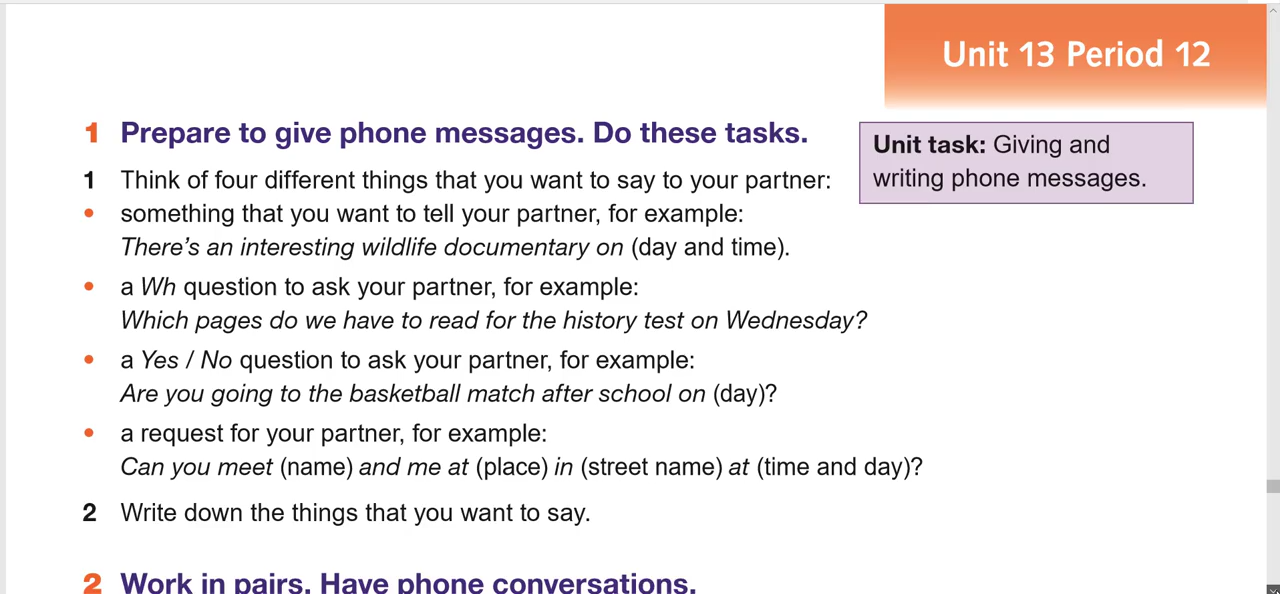 Unit 13 Period 12
1 Prepare to give phone messages. Do these tasks.
Unit task: Giving and
writing phone messages.
1 Think of four different things that you want to say to your partner:
• something that you want to tell your partner, for example:
There's an interesting wildlife documentary on (day and time).
• a Wh question to ask your partner, for example:
Which pages do we have to read for the history test on Wednesday?
• a Yes / No question to ask your partner, for example:
Are you going to the basketball match after school on (day)?
• a request for your partner, for example:
Can you meet (name) and me at (place) in (street name) at (time and day)?
2 Write down the things that you want to say.
2 Work in pairs. Have phone conversations.